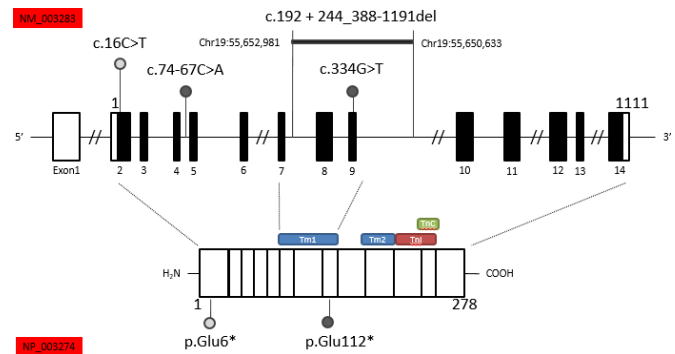 NM_003283
c.192 + 244_388-1191del
c.16C>T
Chr19:55,652,981
Chr19:55,650,633
c.74-67C>A
c.334G>T
1
1111
5'
//
//
//
//
//
//
3'
Exon1
2
3
4
5
6
7
8
9
10
11
12
13
14
TnC
Tm1
Tm2
TnI
H₂N
COOH
1
278
p.Glu6*
p.Glu112*
NP_003274